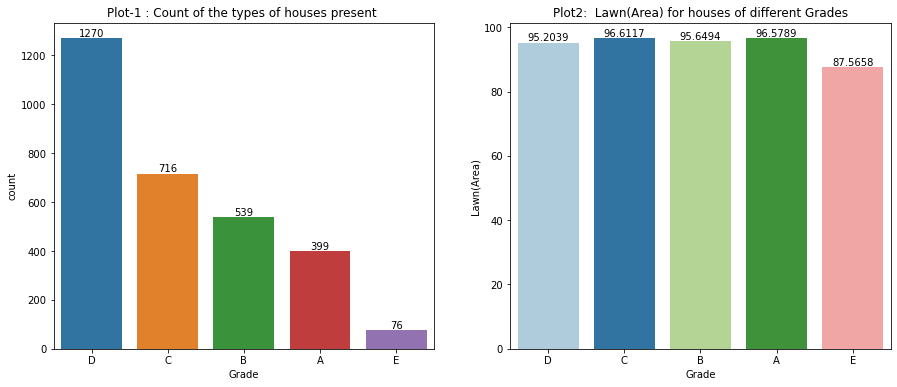 Plot-1 : Count of the types of houses present
1270
716
539
399
76
1200
1000
800
600
400
200
0
count
D C B A E
Grade
Plot2:  Lawn(Area) for houses of different Grades
95.2039
96.6117
95.6494
96.5789
87.5658
100
80
60
40
20
0
Lawn(Area)
D C B A E
Grade